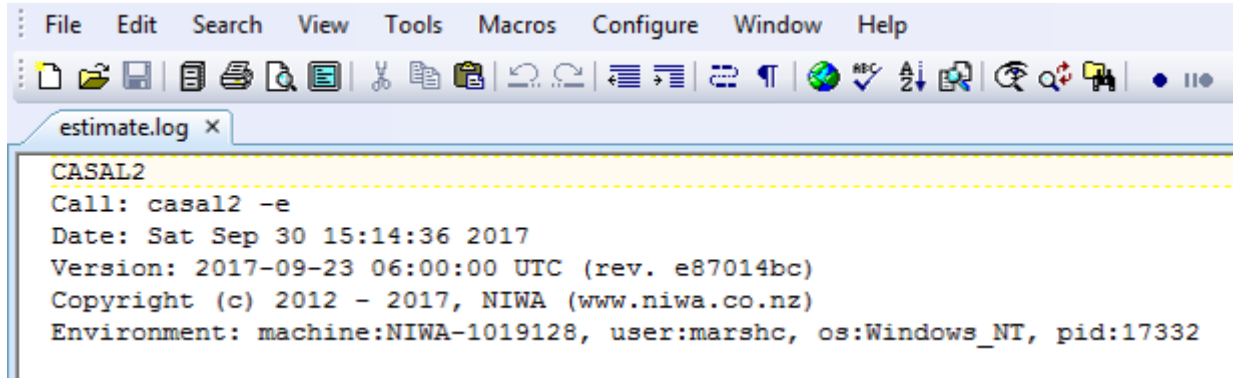 File Edit Search View Tools Macros Configure Window Help
ABC
estimate.log ×
CASAL2
Call: casal2 -e
Date: Sat Sep 30 15:14:36 2017
Version: 2017-09-23 06:00:00 UTC (rev. e87014bc)
Copyright (c) 2012 - 2017, NIWA (www.niwa.co.nz)
Environment: machine:NIWA-1019128, user:marshc, os:Windows_NT, pid:17332